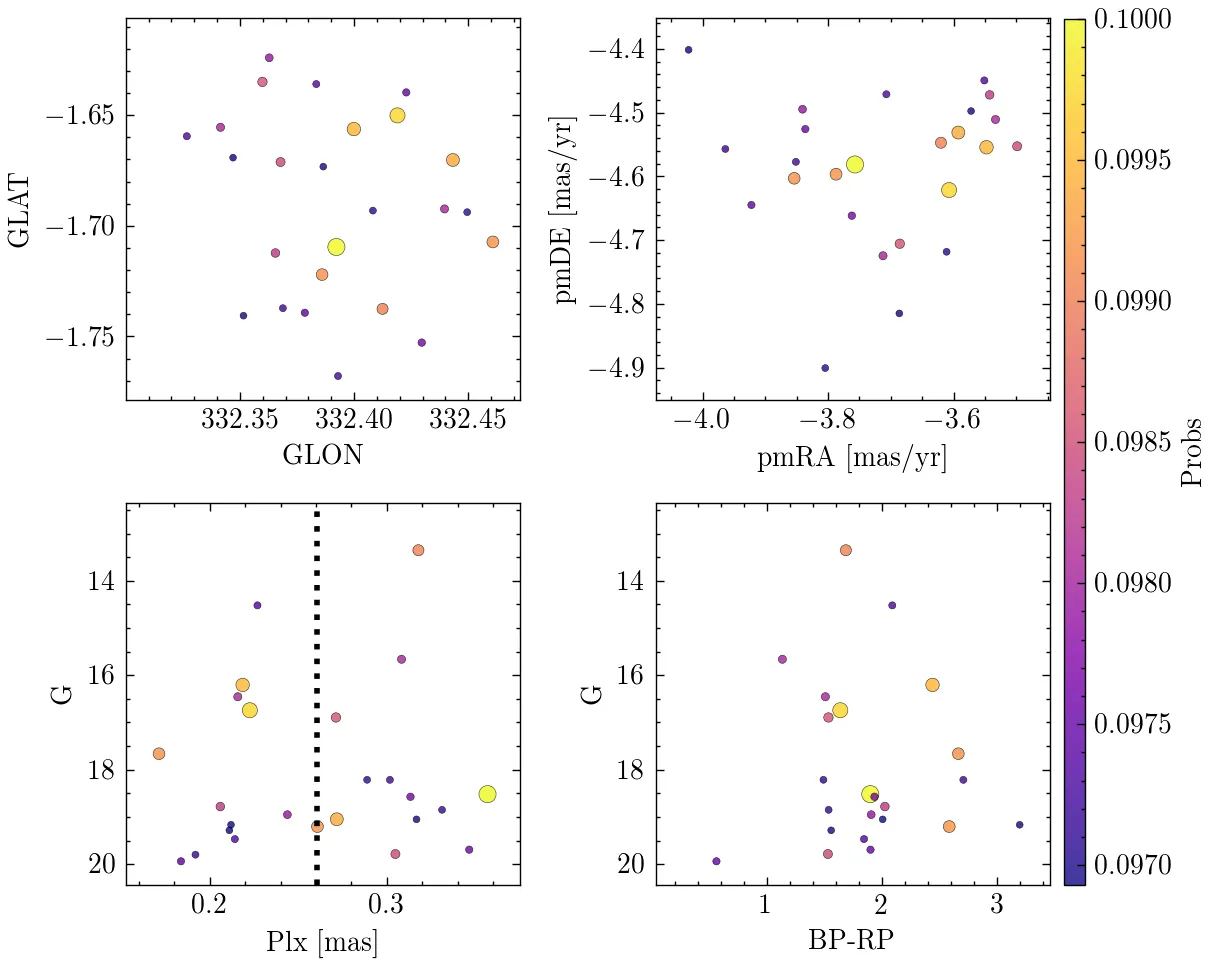 −1.65
−1.70
−1.75
GLAT
332.35 332.40 332.45
GLON
−4.4
−4.5
−4.6
−4.7
−4.8
−4.9
pmDE [mas/yr]
−4.0 −3.8 −3.6
pmRA [mas/yr]
14
16
18
20
G
0.2 0.3
Plx [mas]
14
16
18
20
G
1 2 3
BP-RP
0.1000
0.0995
0.0990
0.0985
0.0980
0.0975
0.0970
Probs